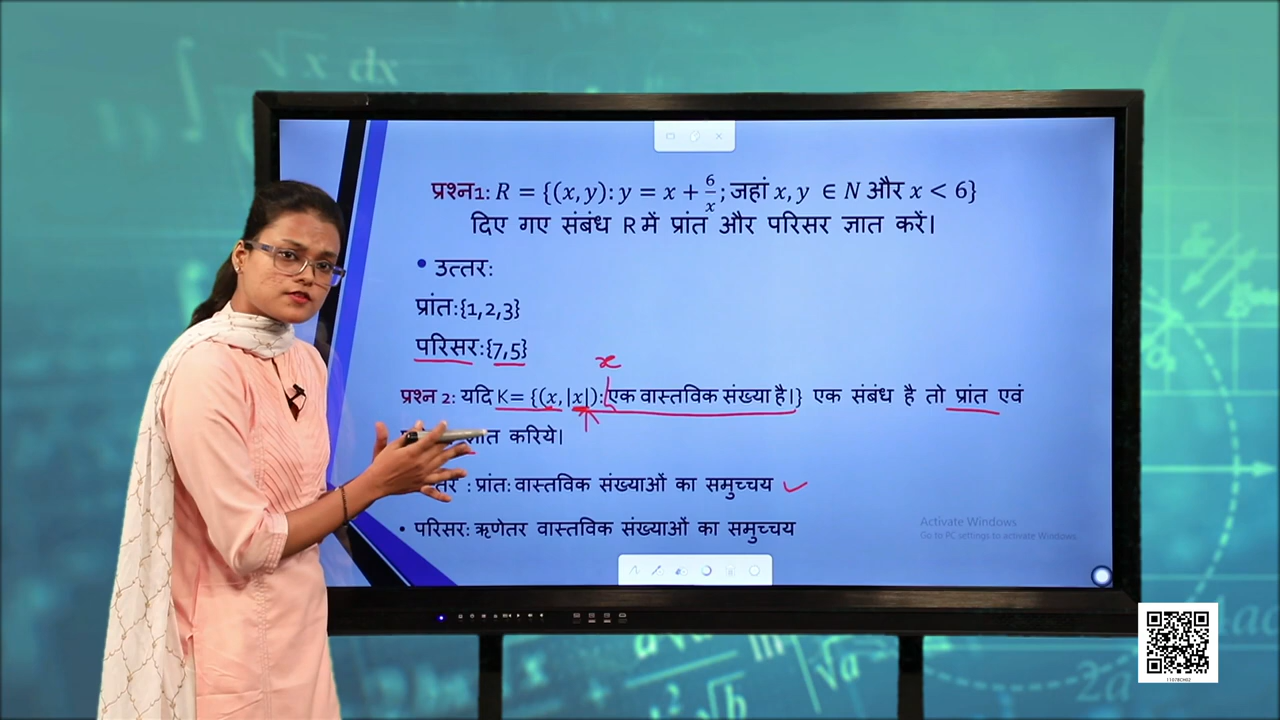 प्रश्न1: R = {(x, y): y = x + 6/x ; जहां x, y ∈ N और x < 6}
दिए गए संबंध R में प्रांत और परिसर ज्ञात करें।
• उत्तर:
प्रांत:{1,2,3}
परिसर:{7,5}
x
प्रश्न 2: यदि K= {(x, |x|): एक वास्तविक संख्या है।} एक संबंध है तो प्रांत एवं
करिये।
: प्रांत: वास्तविक संख्याओं का समुच्चय
• परिसर: ऋणेतर वास्तविक संख्याओं का समुच्चय
Activate Windows
Go to PC settings to activate Windows.
11078CH02